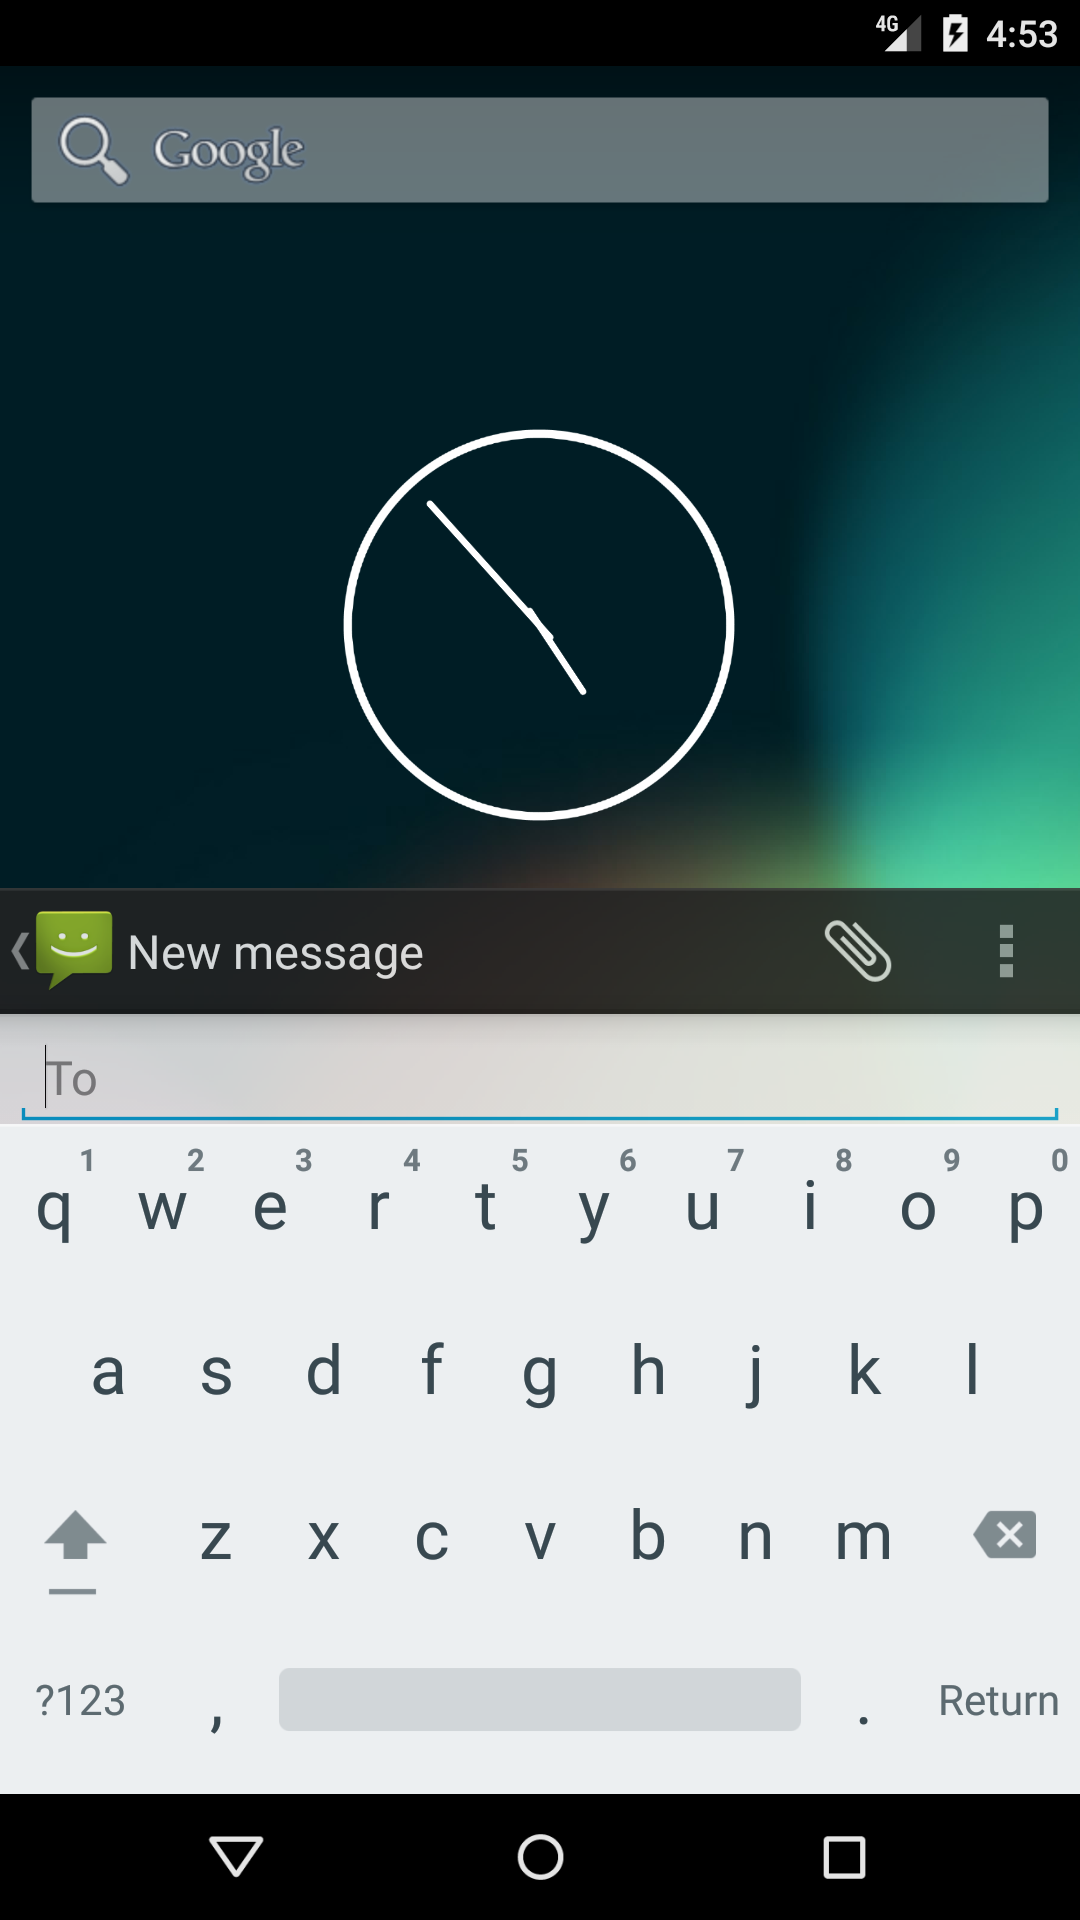 4G 4:53
Google
New message
To
1 2 3 4 5 6 7 8 9 0
q w e r t y u i o p
a s d f g h j k l
z x c v b n m
?123 , . Return